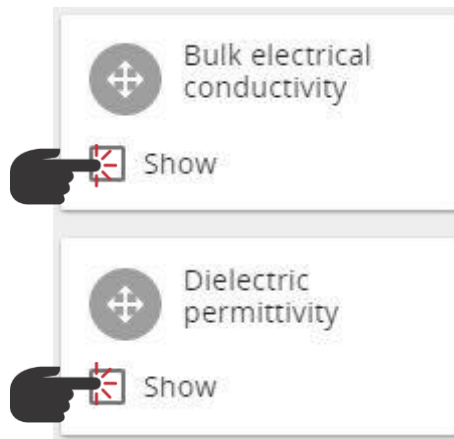 Bulk electrical
conductivity
Show
Dielectric
permittivity
Show